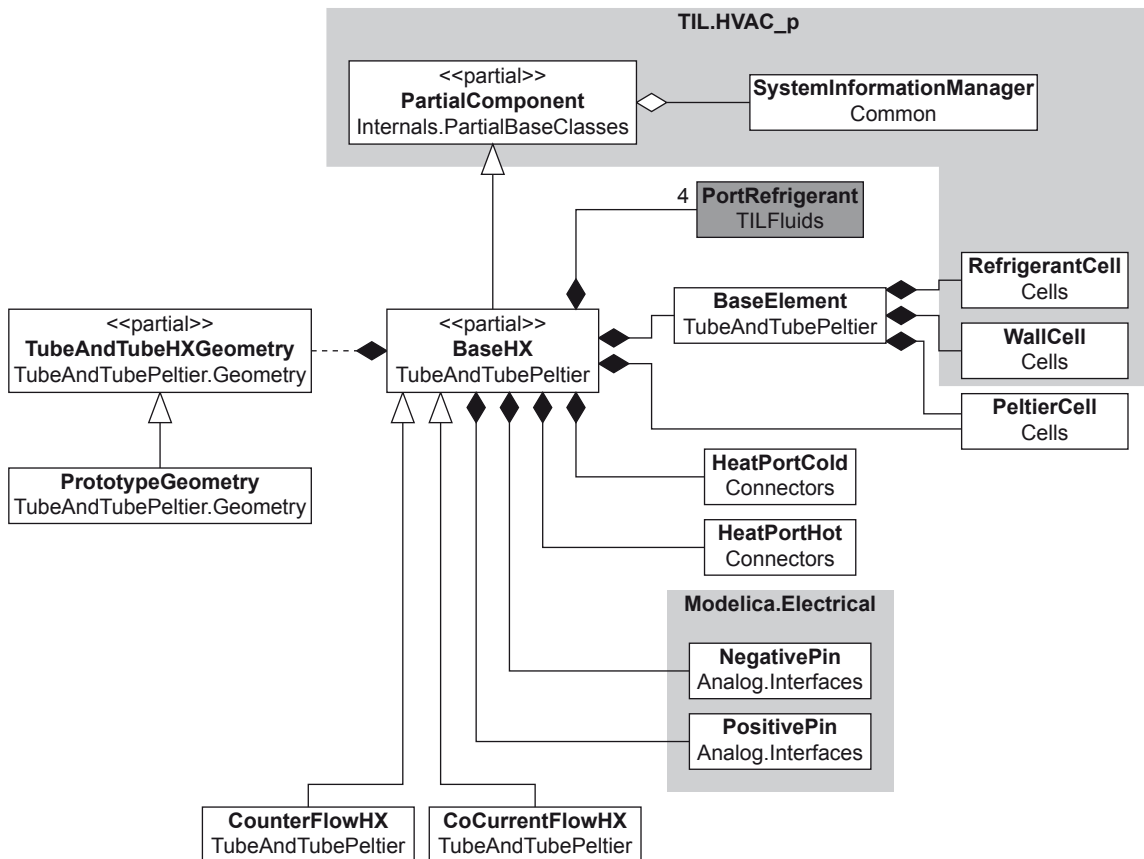 TIL.HVAC_p
<<partial>>
PartialComponent
Internals.PartialBaseClasses
SystemInformationManager
Common
4
PortRefrigerant
TILFluids
RefrigerantCell
Cells
BaseElement
TubeAndTubePeltier
WallCell
Cells
<<partial>>
TubeAndTubeHXGeometry
TubeAndTubePeltier.Geometry
<<partial>>
BaseHX
TubeAndTubePeltier
PeltierCell
Cells
PrototypeGeometry
TubeAndTubePeltier.Geometry
HeatPortCold
Connectors
HeatPortHot
Connectors
Modelica.Electrical
NegativePin
Analog.Interfaces
PositivePin
Analog.Interfaces
CounterFlowHX
TubeAndTubePeltier
CoCurrentFlowHX
TubeAndTubePeltier